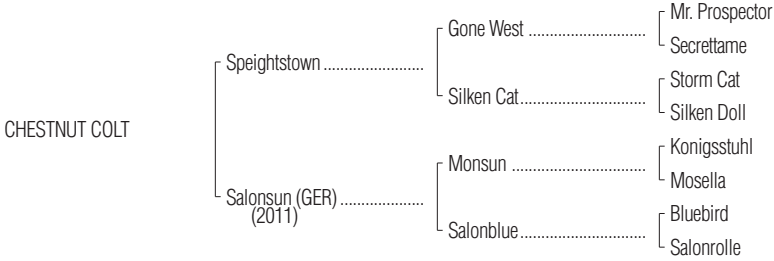 Mr. Prospector
Gone West ..............................
Secrettame
Speightstown .........................
Storm Cat
Silken Cat................................
Silken Doll
CHESTNUT COLT
Konigsstuhl
Monsun ..................................
Mosella
Salonsun (GER) .....................
(2011)
Bluebird
Salonblue................................
Salonrolle